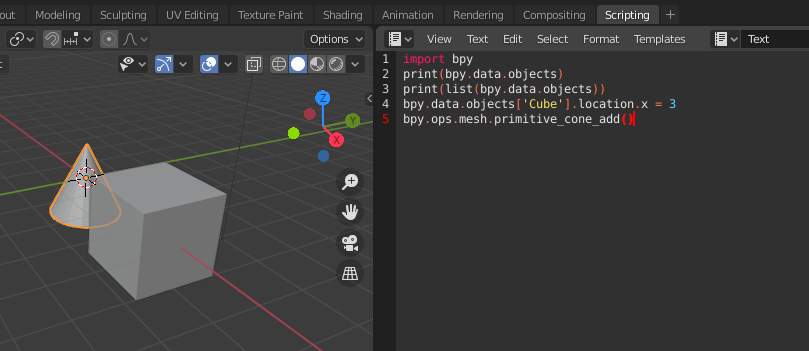 out Modeling Sculpting UV Editing Texture Paint Shading Animation Rendering Compositing Scripting +
Options View Text Edit Select Format Templates Text
Z
Y
X
1 import bpy
2 print(bpy.data.objects)
3 print(list(bpy.data.objects))
4 bpy.data.objects['Cube'].location.x = 3
5 bpy.ops.mesh.primitive_cone_add()